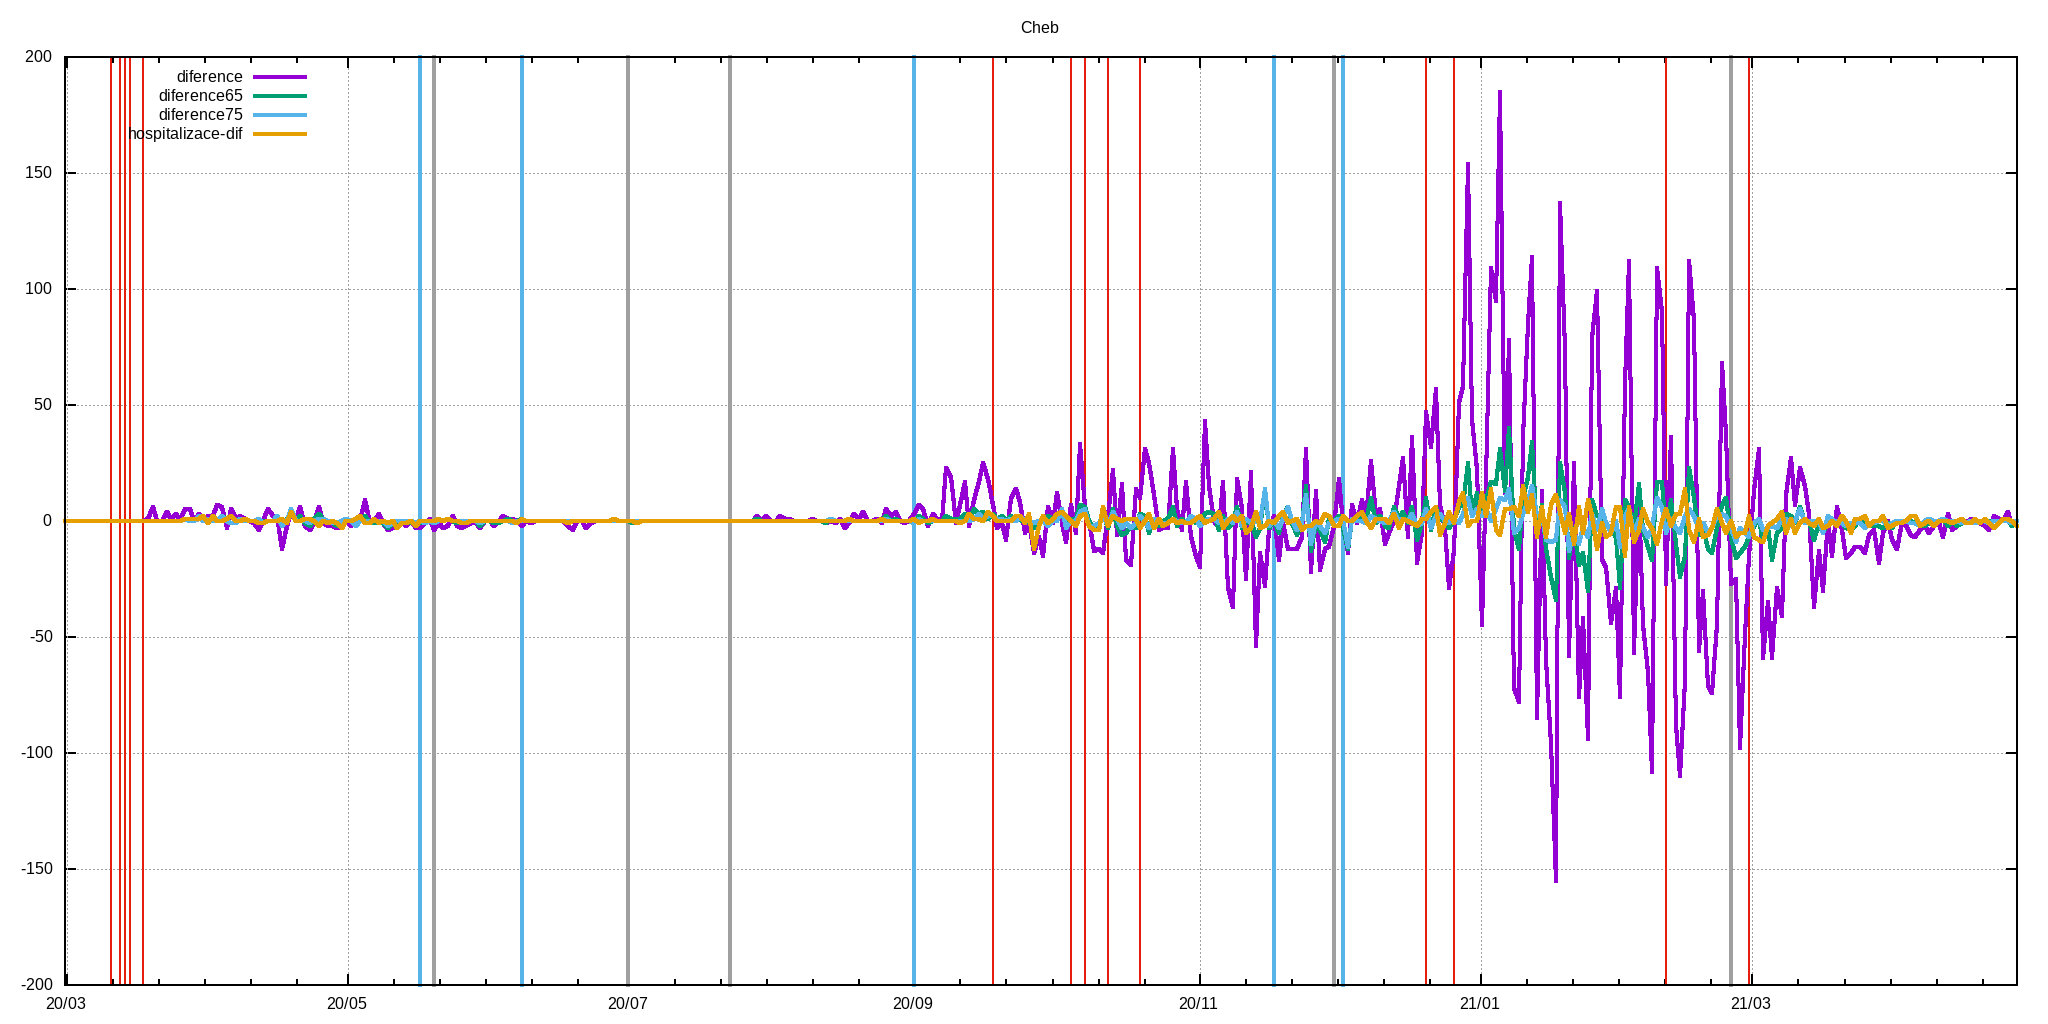 Cheb
200
150
100
50
0
-50
-100
-150
-200
diference
diference65
diference75
hospitalizace-dif
20/03 20/05 20/07 20/09 20/11 21/01 21/03